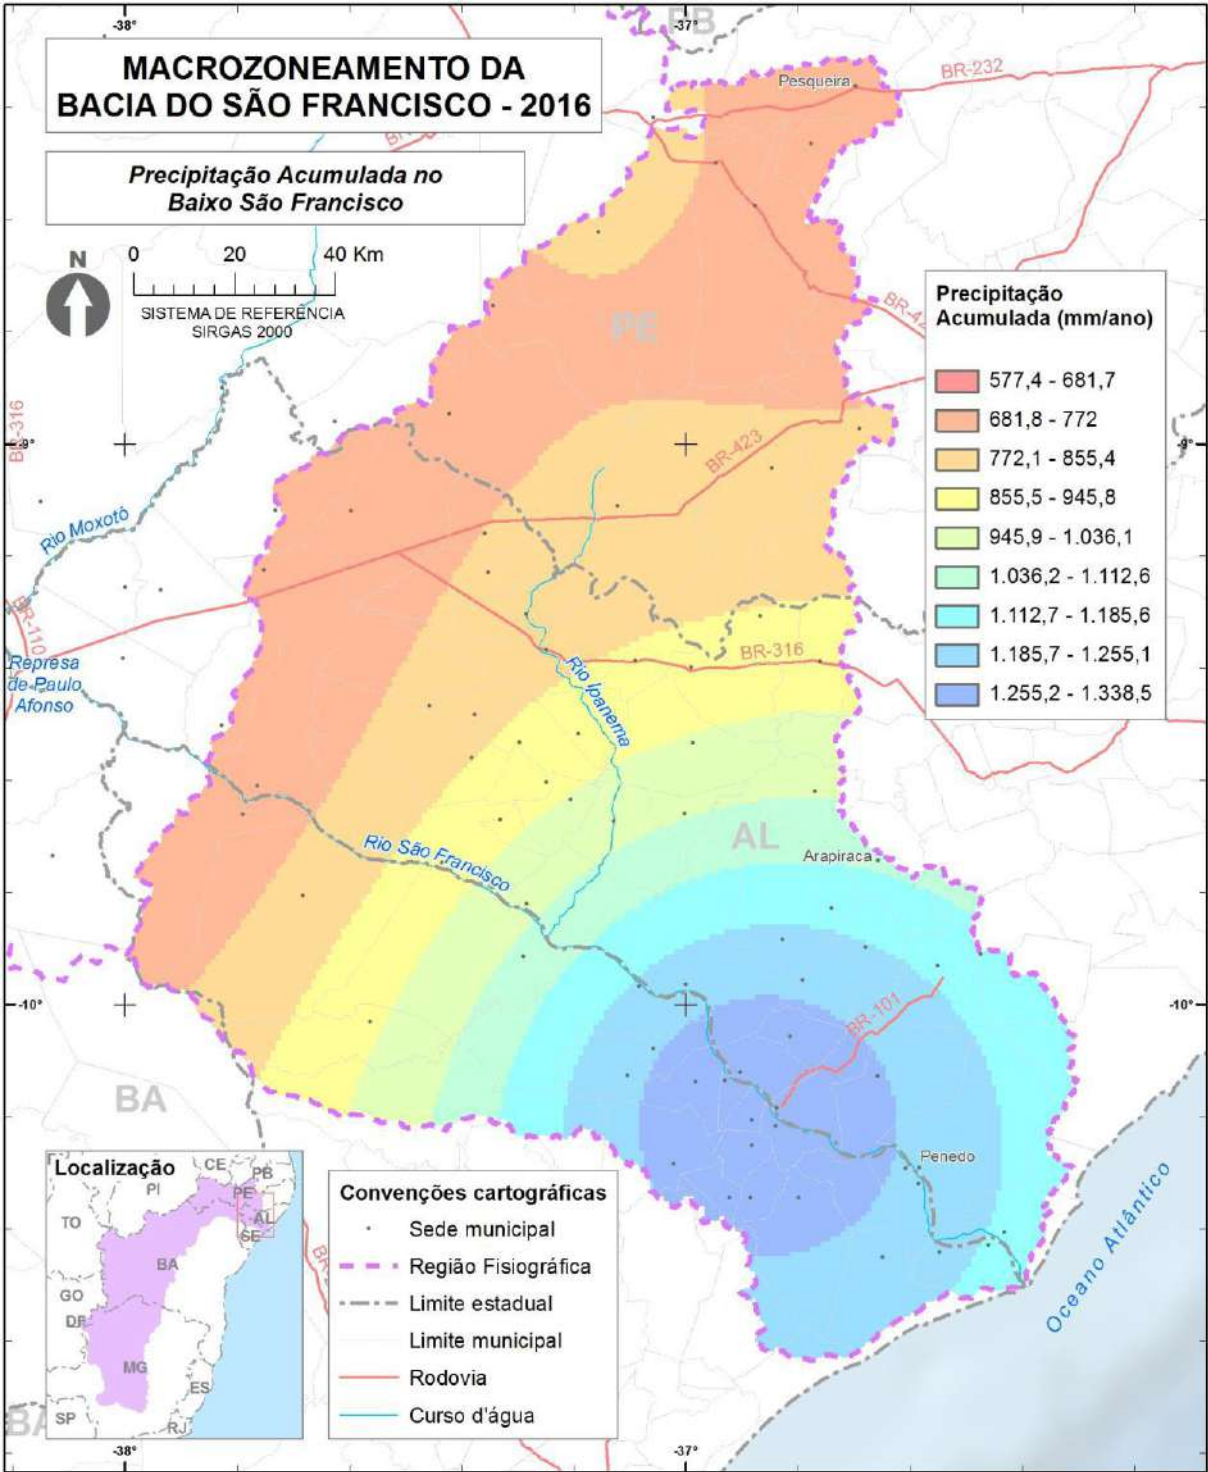 -38°
-37°
PB
MACROZONEAMENTO DA
BACIA DO SÃO FRANCISCO - 2016
Pesqueira
BR-232
Precipitação Acumulada no
Baixo São Francisco
N
0 20 40 Km
SISTEMA DE REFERÊNCIA
SIRGAS 2000
PE
Precipitação
Acumulada (mm/ano)
577,4 - 681,7
681,8 - 772
772,1 - 855,4
855,5 - 945,8
945,9 - 1.036,1
1.036,2 - 1.112,6
1.112,7 - 1.185,6
1.185,7 - 1.255,1
1.255,2 - 1.338,5
BR-316
-9°
-9°
BR-423
Rio Moxotó
BR-110
Represa
de Paulo
Afonso
Rio Ipanema
BR-316
AL
Arapiraca
Rio São Francisco
-10°
-10°
BR-101
BA
Penedo
Oceano Atlântico
Localização
CE
PB
PI
PE
TO
AL
SE
BA
GO
DF
MG
ES
SP
RJ
BA
Convenções cartográficas
Sede municipal
Região Fisiográfica
Limite estadual
Limite municipal
Rodovia
Curso d'água
-38°
-37°